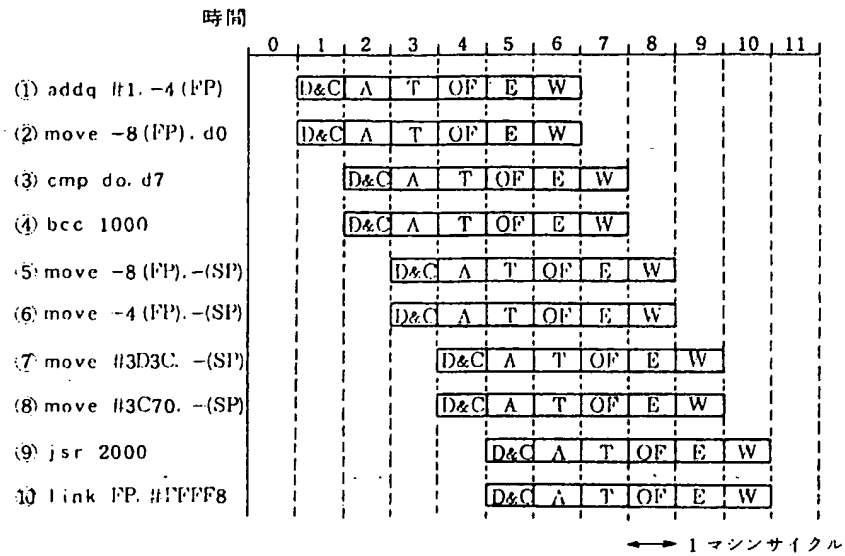 時間
0 1 2 3 4 5 6 7 8 9 10 11
(1) addq #1. -4(FP) D&C A T OF E W
(2) move -8(FP). d0 D&C A T OF E W
(3) cmp do. d7 D&C A T OF E W
(4) bcc 1000 D&C A T OF E W
(5) move -8(FP). -(SP) D&C A T OF E W
(6) move -4(FP). -(SP) D&C A T OF E W
(7) move #3D3C. -(SP) D&C A T OF E W
(8) move #3C70. -(SP) D&C A T OF E W
(9) jsr 2000 D&C A T OF E W
(10) link FP. #FFFF8 D&C A T OF E W
1 マシンサイクル